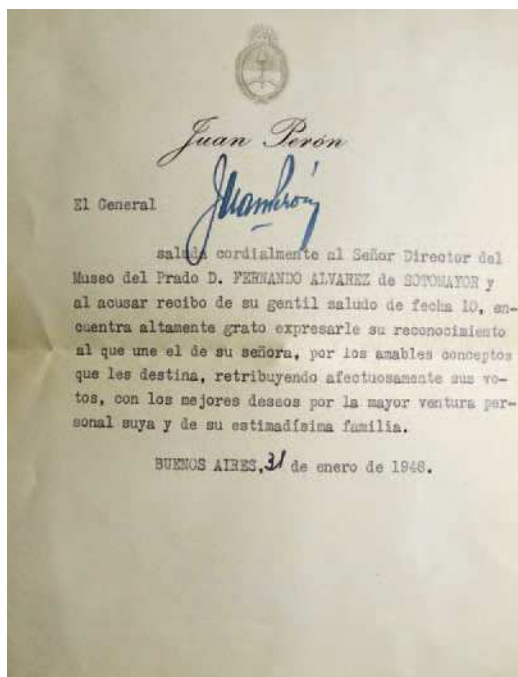 Juan Perón
El General JuanPerón
saluda cordialmente al Señor Director del
Museo del Prado D. FERNANDO ALVAREZ de SOTOMAYOR y
al acusar recibo de su gentil saludo de fecha 10, en-
cuentra altamente grato expresarle su reconocimiento
al que une el de su señora, por los amables conceptos
que les destina, retribuyendo afectuosamente sus vo-
tos, con los mejores deseos por la mayor ventura per-
sonal suya y de su estimadísima familia.
BUENOS AIRES, 31 de enero de 1948.